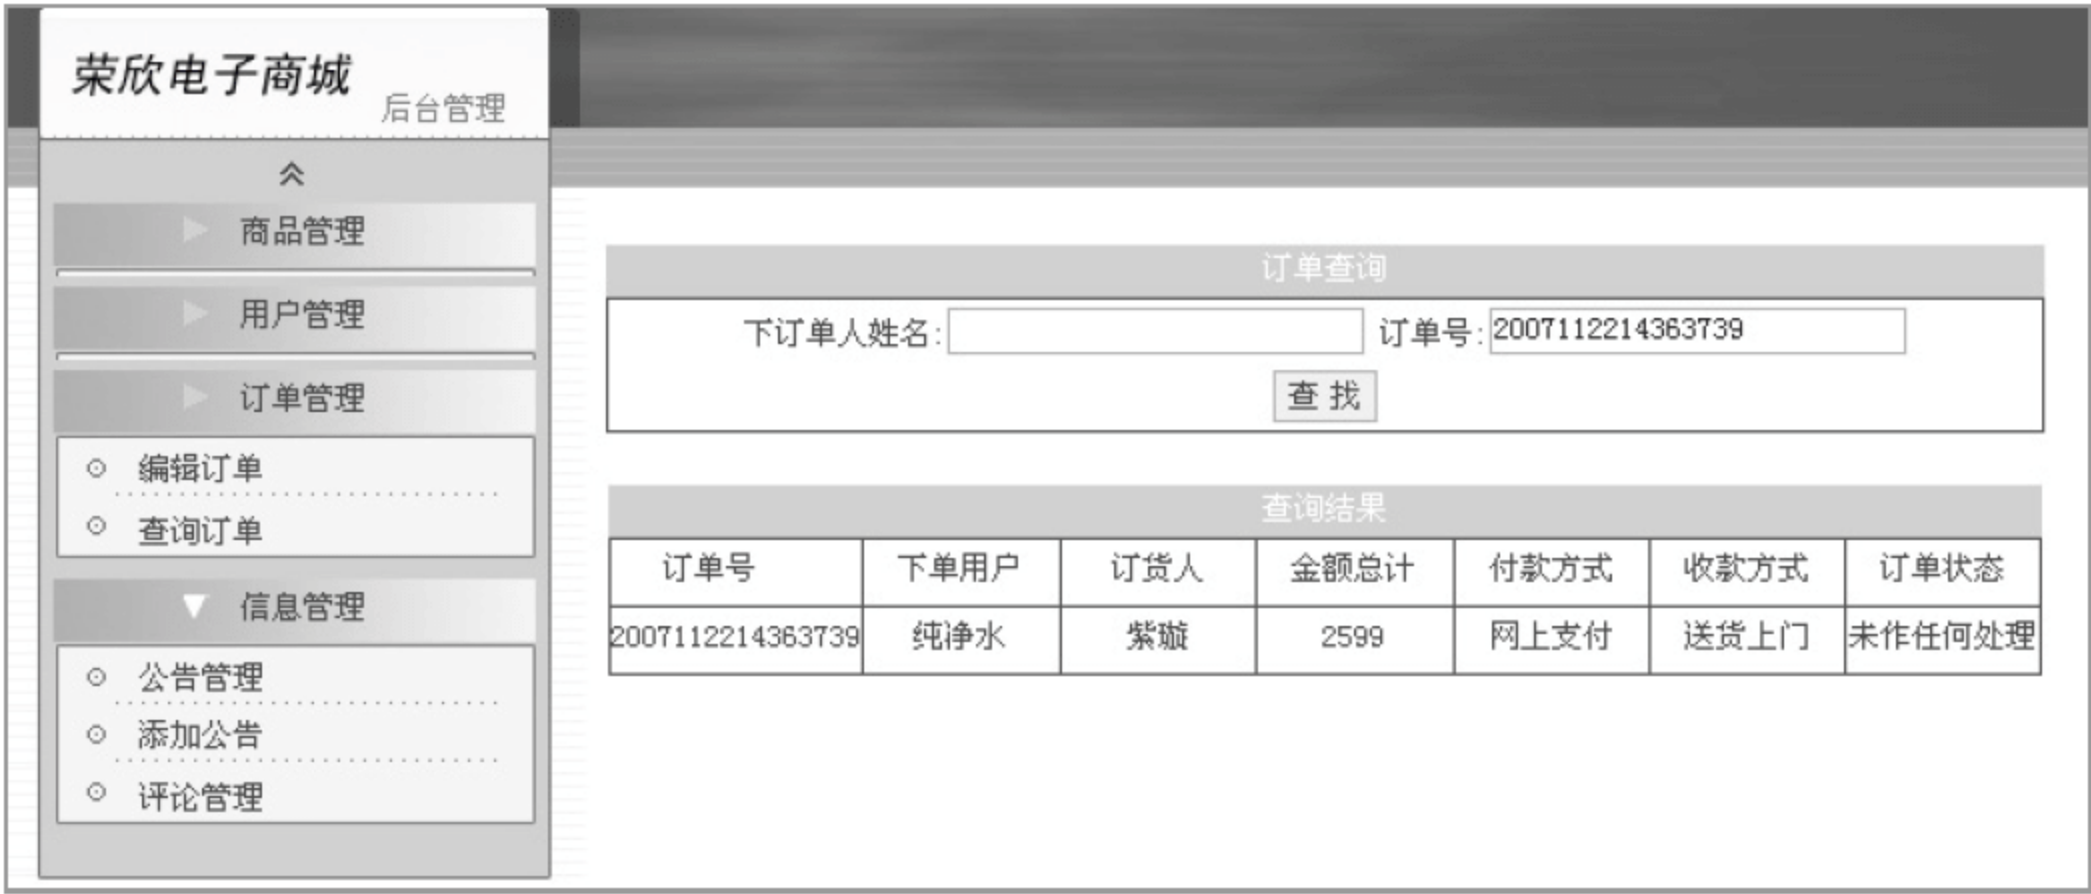 荣欣电子商城
后台管理
商品管理
用户管理
订单管理
编辑订单
查询订单
信息管理
公告管理
添加公告
评论管理
订单查询
下订单人姓名: 订单号: 2007112214363739
查 找
查询结果
订单号 下单用户 订货人 金额总计 付款方式 收款方式 订单状态
2007112214363739 纯净水 紫璇 2599 网上支付 送货上门 未作任何处理